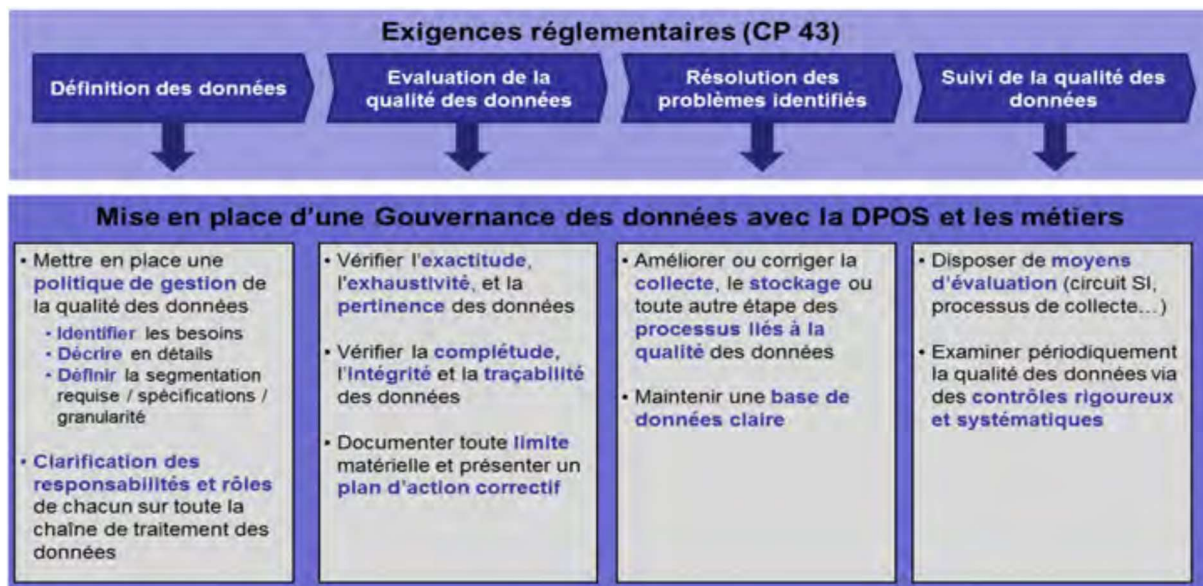 Exigences réglementaires (CP 43)
Définition des données
Evaluation de la
qualité des données
Résolution des
problèmes identifiés
Suivi de la qualité des
données
Mise en place d'une Gouvernance des données avec la DPOS et les métiers
• Mettre en place une
politique de gestion de
la qualité des données
• Identifier les besoins
• Décrire en détails
• Définir la segmentation
requise / spécifications /
granularité
• Clarification des
responsabilités et rôles
de chacun sur toute la
chaîne de traitement des
données
• Vérifier l'exactitude,
l'exhaustivité, et la
pertinence des données
• Vérifier la complétude,
l'intégrité et la traçabilité
des données
• Documenter toute limite
matérielle et présenter un
plan d'action correctif
• Améliorer ou corriger la
collecte, le stockage ou
toute autre étape des
processus liés à la
qualité des données
• Maintenir une base de
données claire
• Disposer de moyens
d'évaluation (circuit SI,
processus de collecte…)
• Examiner périodiquement
la qualité des données via
des contrôles rigoureux
et systématiques